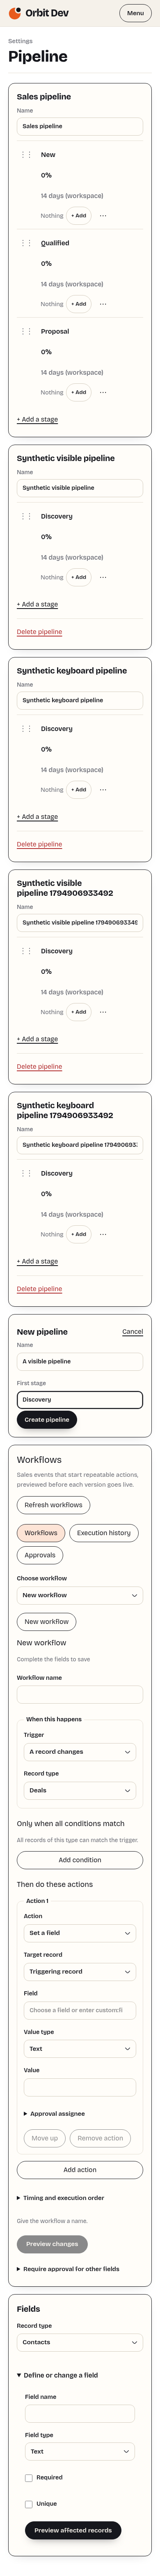 Orbit Dev
Menu
Settings
Pipeline
Sales pipeline
Name
Sales pipeline
New
0%
14 days (workspace)
Nothing + Add ···
Qualified
0%
14 days (workspace)
Nothing + Add ···
Proposal
0%
14 days (workspace)
Nothing + Add ···
+ Add a stage
Synthetic visible pipeline
Name
Synthetic visible pipeline
Discovery
0%
14 days (workspace)
Nothing + Add ···
+ Add a stage
Delete pipeline
Synthetic keyboard pipeline
Name
Synthetic keyboard pipeline
Discovery
0%
14 days (workspace)
Nothing + Add ···
+ Add a stage
Delete pipeline
Synthetic visible
pipeline 1794906933492
Name
Synthetic visible pipeline 179490693349
Discovery
0%
14 days (workspace)
Nothing + Add ···
+ Add a stage
Delete pipeline
Synthetic keyboard
pipeline 1794906933492
Name
Synthetic keyboard pipeline 1794906933
Discovery
0%
14 days (workspace)
Nothing + Add ···
+ Add a stage
Delete pipeline
New pipeline
Cancel
Name
A visible pipeline
First stage
Discovery
Create pipeline
Workflows
Sales events that start repeatable actions,
previewed before each version goes live.
Refresh workflows
Workflows
Execution history
Approvals
Choose workflow
New workflow
New workflow
New workflow
Complete the fields to save
Workflow name
When this happens
Trigger
A record changes
Record type
Deals
Only when all conditions match
All records of this type can match the trigger.
Add condition
Then do these actions
Action 1
Action
Set a field
Target record
Triggering record
Field
Choose a field or enter custom:fi
Value type
Text
Value
Approval assignee
Move up
Remove action
Add action
Timing and execution order
Give the workflow a name.
Preview changes
Require approval for other fields
Fields
Record type
Contacts
Define or change a field
Field name
Field type
Text
Required
Unique
Preview affected records